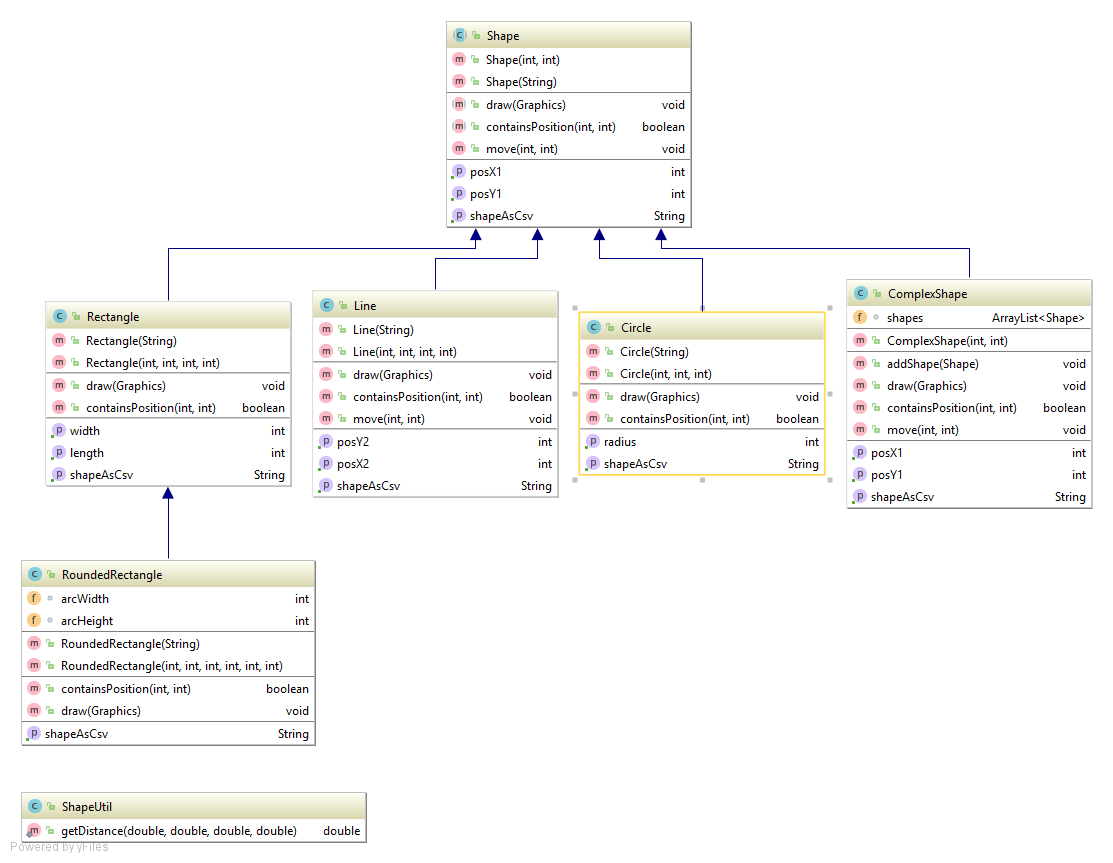 Shape
Shape(int, int)
Shape(String)
draw(Graphics) void
containsPosition(int, int) boolean
move(int, int) void
posX1 int
posY1 int
shapeAsCsv String
Rectangle
Rectangle(String)
Rectangle(int, int, int, int)
draw(Graphics) void
containsPosition(int, int) boolean
width int
length int
shapeAsCsv String
Line
Line(String)
Line(int, int, int, int)
draw(Graphics) void
containsPosition(int, int) boolean
move(int, int) void
posY2 int
posX2 int
shapeAsCsv String
Circle
Circle(String)
Circle(int, int, int)
draw(Graphics) void
containsPosition(int, int) boolean
radius int
shapeAsCsv String
ComplexShape
shapes ArrayList<Shape>
ComplexShape(int, int)
addShape(Shape) void
draw(Graphics) void
containsPosition(int, int) boolean
move(int, int) void
posX1 int
posY1 int
shapeAsCsv String
RoundedRectangle
arcWidth int
arcHeight int
RoundedRectangle(String)
RoundedRectangle(int, int, int, int, int, int)
containsPosition(int, int) boolean
draw(Graphics) void
shapeAsCsv String
ShapeUtil
getDistance(double, double, double, double) double
Powered by yFiles